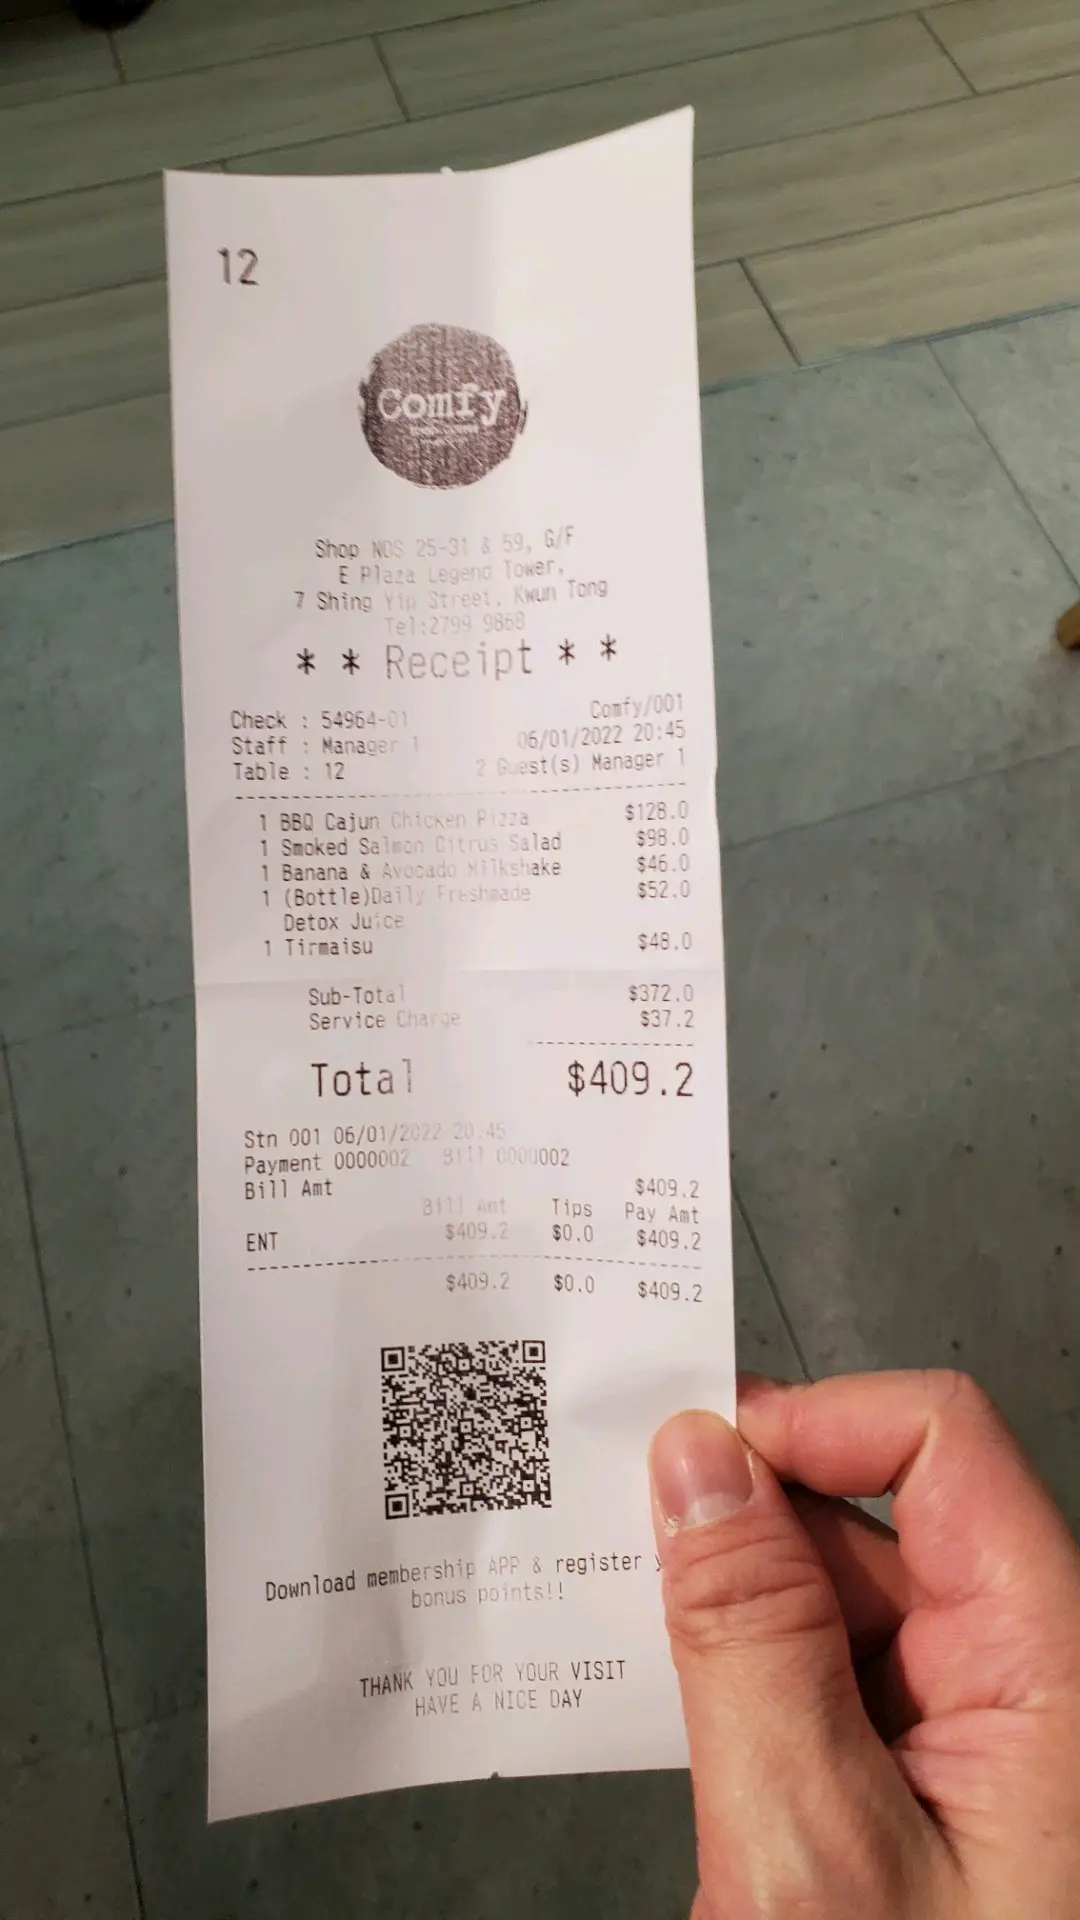 12
Comfy
Shop NOS 25-31 & 59, G/F
E Plaza Legend Tower,
7 Shing Yip Street, Kwun Tong
Tel:2799 9868
* * Receipt * *
Comfy/001
Check : 54964-01
06/01/2022 20:45
Staff : Manager 1
2 Guest(s) Manager 1
Table : 12
1 BBQ Cajun Chicken Pizza $128.0
1 Smoked Salmon Citrus Salad $98.0
1 Banana & Avocado Milkshake $46.0
1 (Bottle)Daily Freshmade $52.0
Detox Juice
1 Tirmaisu $48.0
Sub-Total $372.0
Service Charge $37.2
Total $409.2
Stn 001 06/01/2022 20:45
Payment 0000002 Bill 0000002
Bill Amt $409.2
Bill Amt Tips Pay Amt
ENT $409.2 $0.0 $409.2
$409.2 $0.0 $409.2
Download membership APP & register
bonus points!!
THANK YOU FOR YOUR VISIT
HAVE A NICE DAY